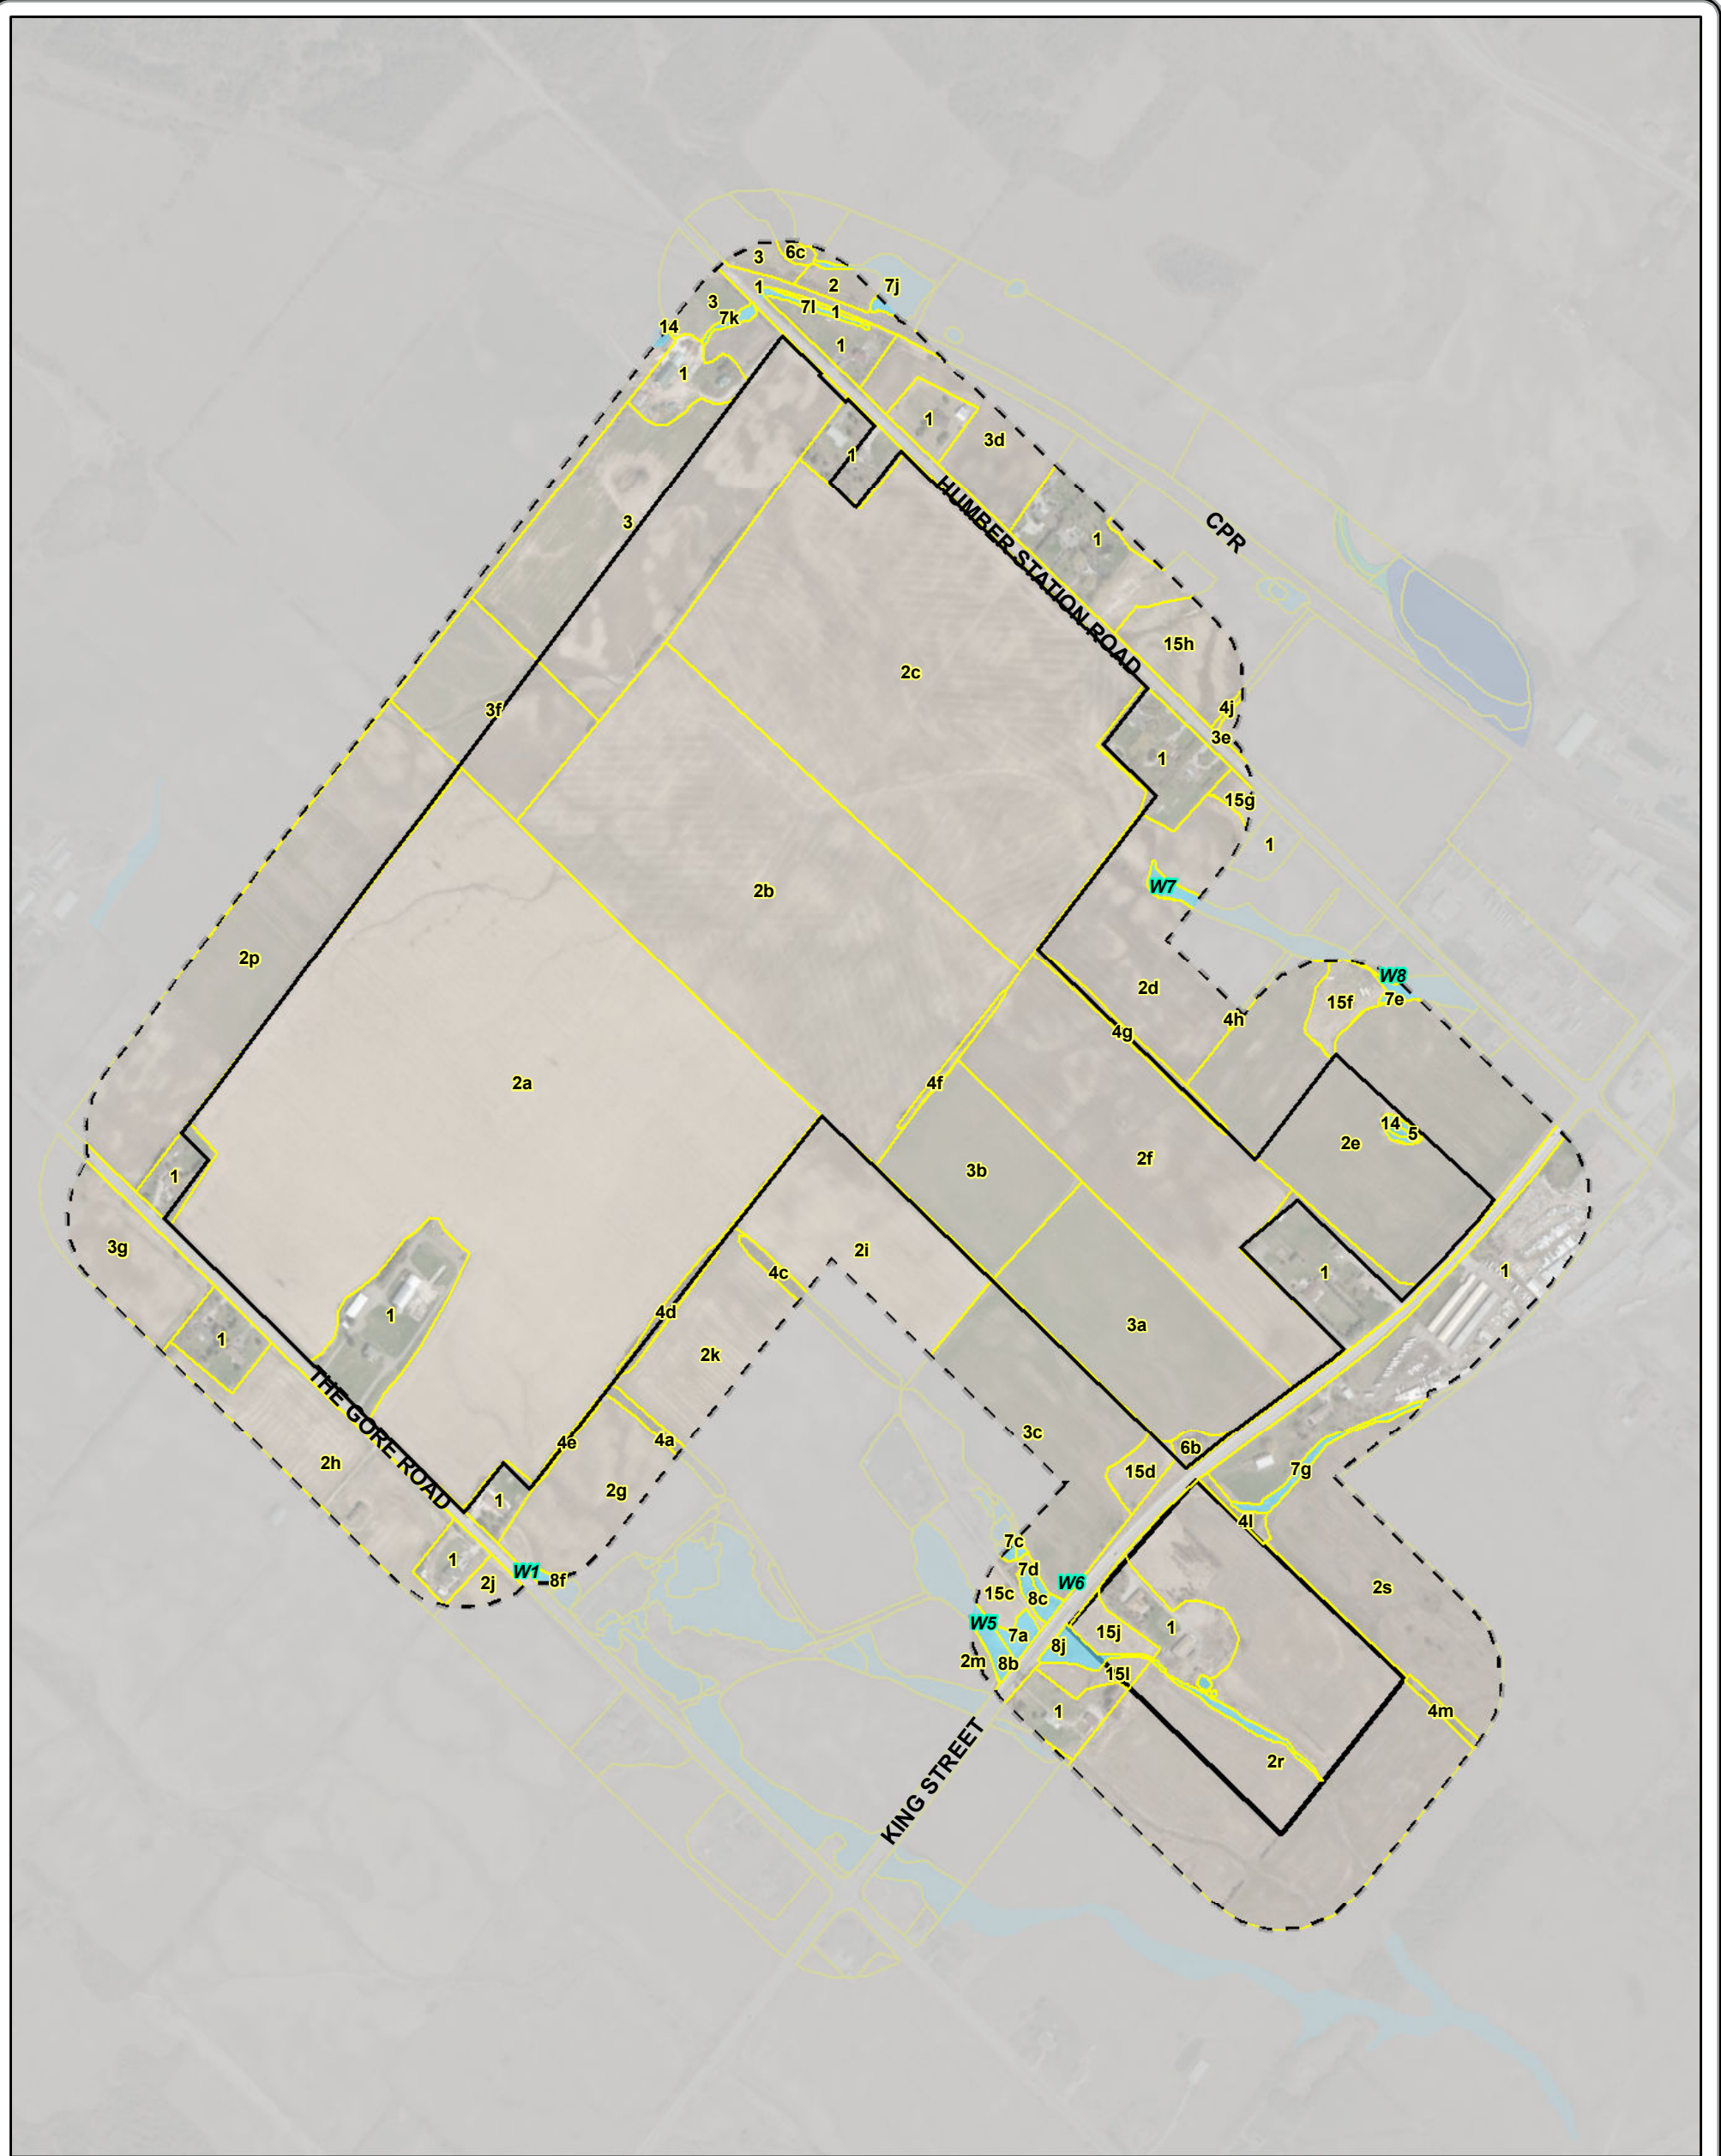 3
6c
1
2
7j
3
7k
7l
1
14
1
1
1
3d
1
HUMBER STATION ROAD
CPR
3
1
15h
2c
3f
4j
3e
1
15g
1
W7
2b
2p
2d
W8
15f
7e
4h
4g
2a
4f
14
5
2e
3b
2f
1
3g
2i
4c
1
1
4d
1
3a
1
2k
THE GORE ROAD
3c
4a
4e
6b
2h
15d
7g
2g
1
4l
7c
1
W1
8f
2j
7d
W6
15c
8c
2s
W5
7a
15j
1
8j
2m
8b
15l
1
4m
KING STREET
2r